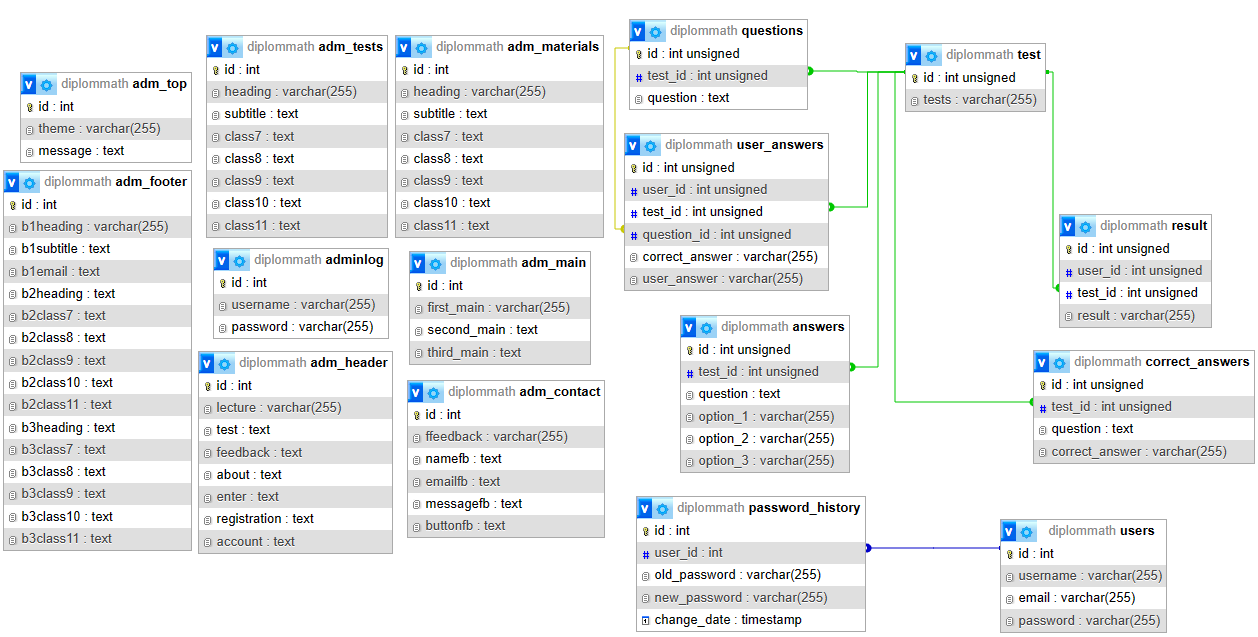 diplommath adm_top
id : int
theme : varchar(255)
message : text
diplommath adm_footer
id : int
b1heading : varchar(255)
b1subtitle : text
b1email : text
b2heading : text
b2class7 : text
b2class8 : text
b2class9 : text
b2class10 : text
b2class11 : text
b3heading : text
b3class7 : text
b3class8 : text
b3class9 : text
b3class10 : text
b3class11 : text
diplommath adm_tests
id : int
heading : varchar(255)
subtitle : text
class7 : text
class8 : text
class9 : text
class10 : text
class11 : text
diplommath adminlog
id : int
username : varchar(255)
password : varchar(255)
diplommath adm_header
id : int
lecture : varchar(255)
test : text
feedback : text
about : text
enter : text
registration : text
account : text
diplommath adm_materials
id : int
heading : varchar(255)
subtitle : text
class7 : text
class8 : text
class9 : text
class10 : text
class11 : text
diplommath adm_main
id : int
first_main : varchar(255)
second_main : text
third_main : text
diplommath adm_contact
id : int
ffeedback : varchar(255)
namefb : text
emailfb : text
messagefb : text
buttonfb : text
diplommath questions
id : int unsigned
test_id : int unsigned
question : text
diplommath user_answers
id : int unsigned
user_id : int unsigned
test_id : int unsigned
question_id : int unsigned
correct_answer : varchar(255)
user_answer : varchar(255)
diplommath answers
id : int unsigned
test_id : int unsigned
question : text
option_1 : varchar(255)
option_2 : varchar(255)
option_3 : varchar(255)
diplommath password_history
id : int
user_id : int
old_password : varchar(255)
new_password : varchar(255)
change_date : timestamp
diplommath test
id : int unsigned
tests : varchar(255)
diplommath result
id : int unsigned
user_id : int unsigned
test_id : int unsigned
result : varchar(255)
diplommath correct_answers
id : int unsigned
test_id : int unsigned
question : text
correct_answer : varchar(255)
diplommath users
id : int
username : varchar(255)
email : varchar(255)
password : varchar(255)